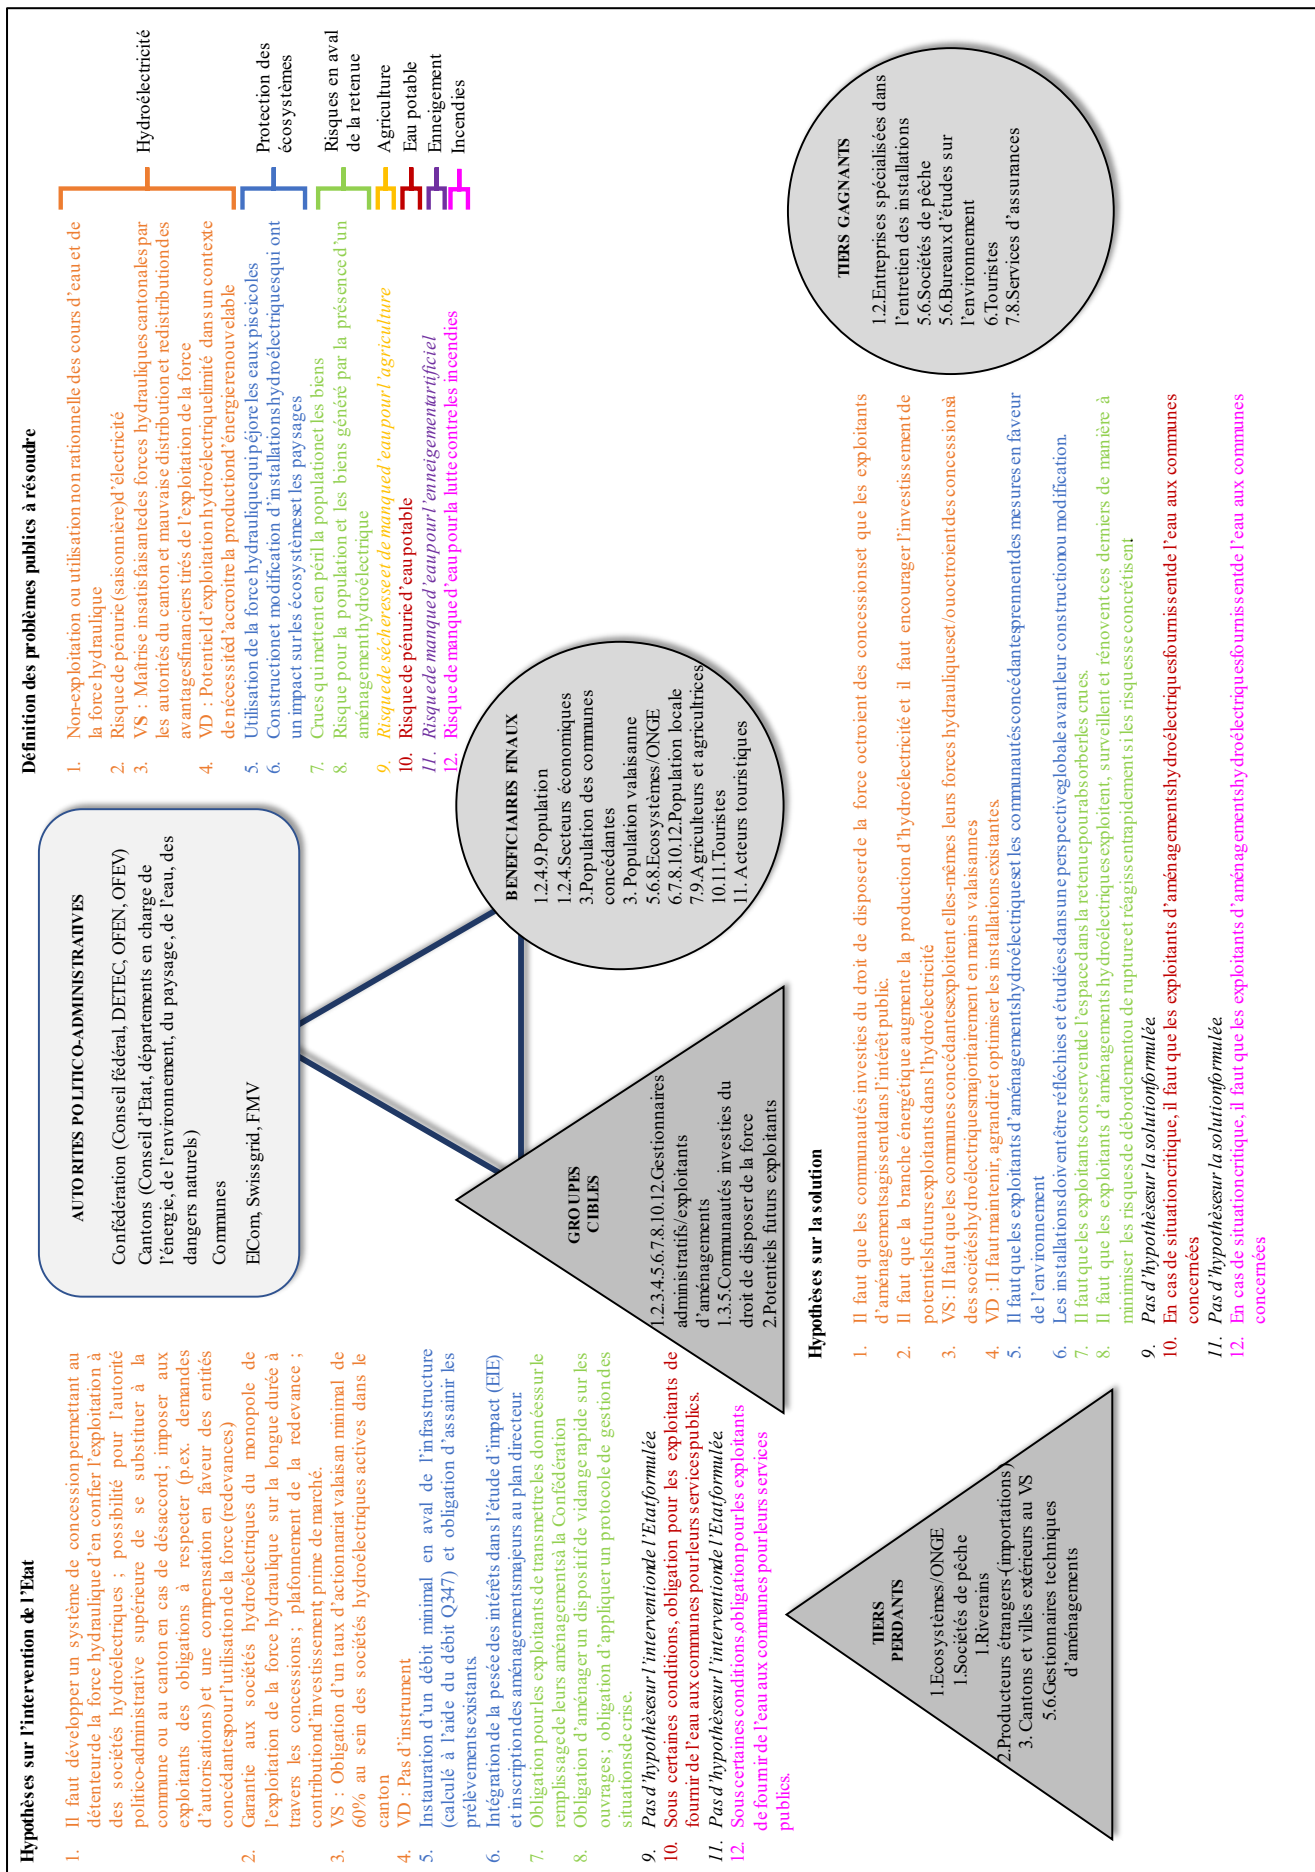 Hypothèses sur l'intervention de l'Etat
1. Il faut développer un système de concession permettant au
détenteur de la force hydraulique d'en confier l'exploitation à
des sociétés hydroélectriques ; possibilité pour l'autorité
politico-administrative supérieure de se substituer à la
commune ou au canton en cas de désaccord ; imposer aux
exploitants des obligations à respecter (p.ex. demandes
d'autorisations) et une compensation en faveur des entités
concédantes pour l'utilisation de la force (redevances)
2. Garantie aux sociétés hydroélectriques du monopole de
l'exploitation de la force hydraulique sur la longue durée à
travers les concessions ; plafonnement de la redevance ;
contribution d'investissement, prime de marché.
3. VS : Obligation d'un taux d'actionnariat valaisan minimal de
60% au sein des sociétés hydroélectriques actives dans le
canton
4. VD : Pas d'instrument
5. Instauration d'un débit minimal en aval de l'infrastructure
(calculé à l'aide du débit Q347) et obligation d'assainir les
prélèvements existants.
6. Intégration de la pesée des intérêts dans l'étude d'impact (EIE)
et inscription des aménagements majeurs au plan directeur.
7. Obligation pour les exploitants de transmettre les données sur le
remplissage de leurs aménagements à la Confédération
8. Obligation d'aménager un dispositif de vidange rapide sur les
ouvrages ; obligation d'appliquer un protocole de gestion des
situations de crise.
9. Pas d'hypothèse sur l'intervention de l'Etat formulée.
10. Sous certaines conditions, obligation pour les exploitants de
fournir de l'eau aux communes pour leurs services publics.
11. Pas d'hypothèse sur l'intervention de l'Etat formulée.
12. Sous certaines conditions, obligation pour les exploitants
de fournir de l'eau aux communes pour leurs services
publics.
AUTORITES POLITICO-ADMINISTRATIVES
Confédération (Conseil fédéral, DETEC, OFEN, OFEV)
Cantons (Conseil d'Etat, départements en charge de
l'énergie, de l'environnement, du paysage, de l'eau, des
dangers naturels)
Communes
ElCom, Swissgrid, FMV
Définition des problèmes publics à résoudre
1. Non-exploitation ou utilisation non rationnelle des cours d'eau et de
la force hydraulique
2. Risque de pénurie (saisonnière) d'électricité
3. VS : Maîtrise insatisfaisante des forces hydrauliques cantonales par
les autorités du canton et mauvaise distribution et redistribution des
avantages financiers tirés de l'exploitation de la force
4. VD : Potentiel d'exploitation hydroélectrique limité dans un contexte
de nécessité d'accroitre la production d'énergie renouvelable
5. Utilisation de la force hydraulique qui péjore les eaux piscicoles
6. Construction et modification d'installations hydroélectriques qui ont
un impact sur les écosystèmes et les paysages
7. Crues qui mettent en péril la population et les biens
8. Risque pour la population et les biens généré par la présence d'un
aménagement hydroélectrique
9. Risque de sécheresse et de manque d'eau pour l'agriculture
10. Risque de pénurie d'eau potable
11. Risque de manque d'eau pour l'enneigement artificiel
12. Risque de manque d'eau pour la lutte contre les incendies
Hydroélectricité
Protection des
écosystèmes
Risques en aval
de la retenue
Agriculture
Eau potable
Enneigement
Incendies
GROUPES
CIBLES
1.2.3.4.5.6.7.8.10.12.Gestionnaires
administratifs/exploitants
d'aménagements
1.3.5.Communautés investies du
droit de disposer de la force
2.Potentiels futurs exploitants
BENEFICIAIRES FINAUX
1.2.4.9.Population
1.2.4.Secteurs économiques
3.Population des communes
concédantes
3. Population valaisanne
5.6.8.Ecosystèmes/ONGE
6.7.8.10.12.Population locale
7.9.Agriculteurs et agricultrices
10.11.Touristes
11. Acteurs touristiques
TIERS
PERDANTS
1.Ecosystèmes/ONGE
1.Sociétés de pêche
1.Riverains
2.Producteurs étrangers (importations)
3. Cantons et villes extérieurs au VS
5.6.Gestionnaires techniques
d'aménagements
Hypothèses sur la solution
1. Il faut que les communautés investies du droit de disposer de la force octroient des concessions et que les exploitants
d'aménagements agissent dans l'intérêt public.
2. Il faut que la branche énergétique augmente la production d'hydroélectricité et il faut encourager l'investissement de
potentiels futurs exploitants dans l'hydroélectricité
3. VS: Il faut que les communes concédantes exploitent elles-mêmes leurs forces hydrauliques et/ou octroient des concessions à
des sociétés hydroélectriques majoritairement en mains valaisannes
4. VD : Il faut maintenir, agrandir et optimiser les installations existantes.
5. Il faut que les exploitants d'aménagements hydroélectriques et les communautés concédantes prennent des mesures en faveur
de l'environnement
6. Les installations doivent être réfléchies et étudiées dans une perspective globale avant leur construction ou modification.
7. Il faut que les exploitants conservent de l'espace dans la retenue pour absorber les crues.
8. Il faut que les exploitants d'aménagements hydroélectriques exploitent, surveillent et rénovent ces derniers de manière à
minimiser les risques de débordement ou de rupture et réagissent rapidement si les risques se concrétisent.
9. Pas d'hypothèse sur la solution formulée.
10. En cas de situation critique, il faut que les exploitants d'aménagements hydroélectriques fournissent de l'eau aux communes
concernées
11. Pas d'hypothèse sur la solution formulée.
12. En cas de situation critique, il faut que les exploitants d'aménagements hydroélectriques fournissent de l'eau aux communes
concernées
TIERS GAGNANTS
1.2.Entreprises spécialisées dans
l'entretien des installations
5.6.Sociétés de pêche
5.6.Bureaux d'études sur
l'environnement
6.Touristes
7.8.Services d'assurances